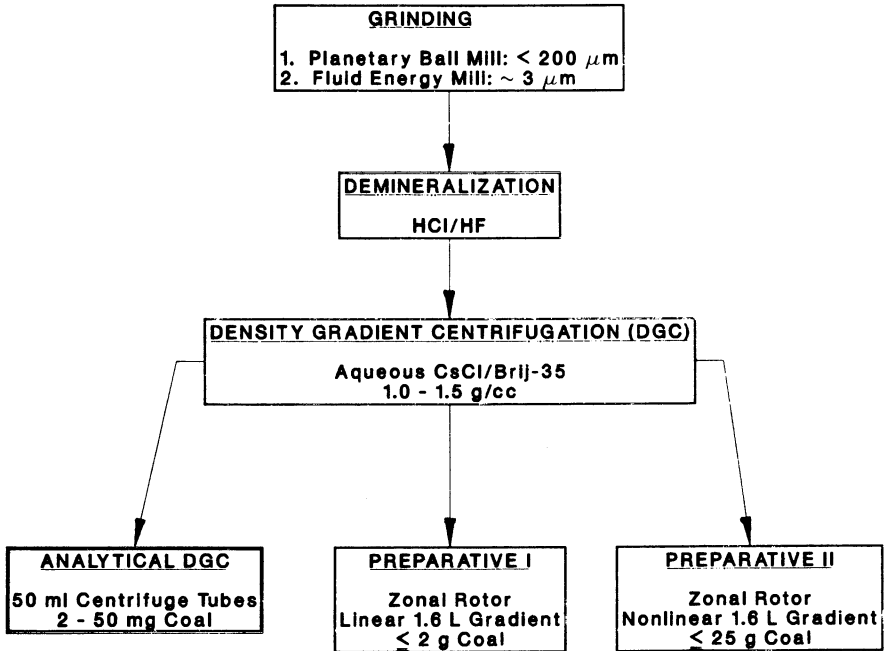 GRINDING
1. Planetary Ball Mill: < 200 μm
2. Fluid Energy Mill: ~ 3 μm
DEMINERALIZATION
HCl/HF
DENSITY GRADIENT CENTRIFUGATION (DGC)
Aqueous CsCl/Brij-35
1.0 - 1.5 g/cc
ANALYTICAL DGC
50 ml Centrifuge Tubes
2 - 50 mg Coal
PREPARATIVE I
Zonal Rotor
Linear 1.6 L Gradient
≤ 2 g Coal
PREPARATIVE II
Zonal Rotor
Nonlinear 1.6 L Gradient
≤ 25 g Coal